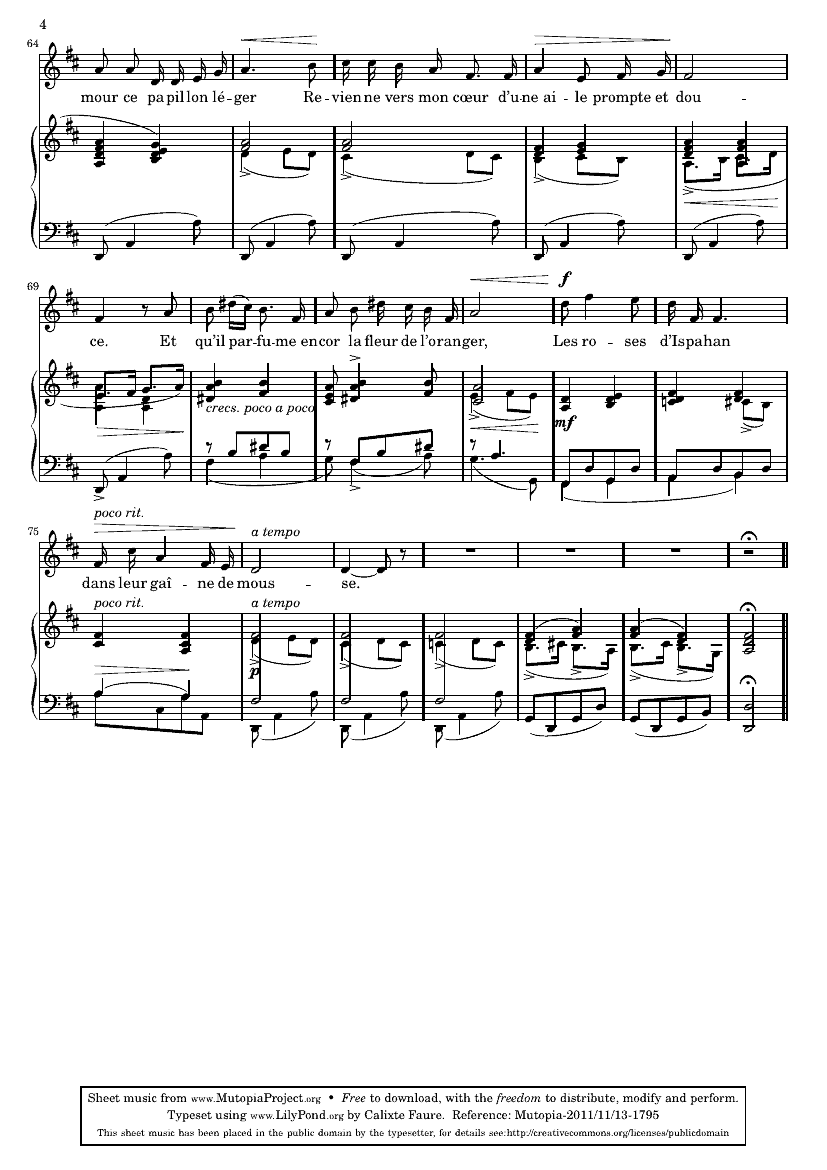 4
64
mour ce pa pil lon lé - ger Re - vien ne vers mon cœur d'u - ne ai - le prompte et dou -
69
f
ce. Et qu'il par - fu - me en cor la fleur de l'o ran ger, Les ro - ses d'Is pa han
crecs. poco a poco
mf
75
poco rit.
a tempo
dans leur gaî - ne de mous - se.
poco rit.
a tempo
p
Sheet music from www.MutopiaProject.org • Free to download, with the freedom to distribute, modify and perform.
Typeset using www.LilyPond.org by Calixte Faure. Reference: Mutopia-2011/11/13-1795
This sheet music has been placed in the public domain by the typesetter, for details see:http://creativecommons.org/licenses/publicdomain